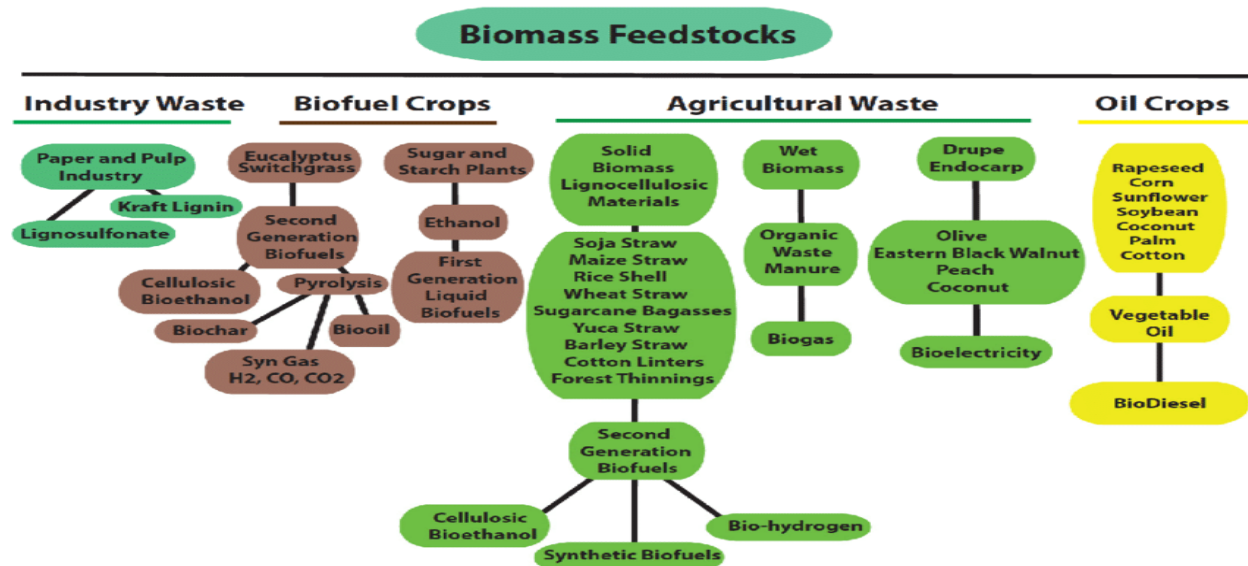 Biomass Feedstocks
Industry Waste
Biofuel Crops
Agricultural Waste
Oil Crops
Paper and Pulp
Industry
Kraft Lignin
Lignosulfonate
Eucalyptus
Switchgrass
Second
Generation
Biofuels
Cellulosic
Bioethanol
Pyrolysis
Biochar
Biooil
Syn Gas
H2, CO, CO2
Sugar and
Starch Plants
Ethanol
First
Generation
Liquid
Biofuels
Solid
Biomass
Lignocellulosic
Materials
Soja Straw
Maize Straw
Rice Shell
Wheat Straw
Sugarcane Bagasses
Yuca Straw
Barley Straw
Cotton Linters
Forest Thinnings
Second
Generation
Biofuels
Cellulosic
Bioethanol
Synthetic Biofuels
Bio-hydrogen
Wet
Biomass
Organic
Waste
Manure
Biogas
Drupe
Endocarp
Olive
Eastern Black Walnut
Peach
Coconut
Bioelectricity
Rapeseed
Corn
Sunflower
Soybean
Coconut
Palm
Cotton
Vegetable
Oil
BioDiesel